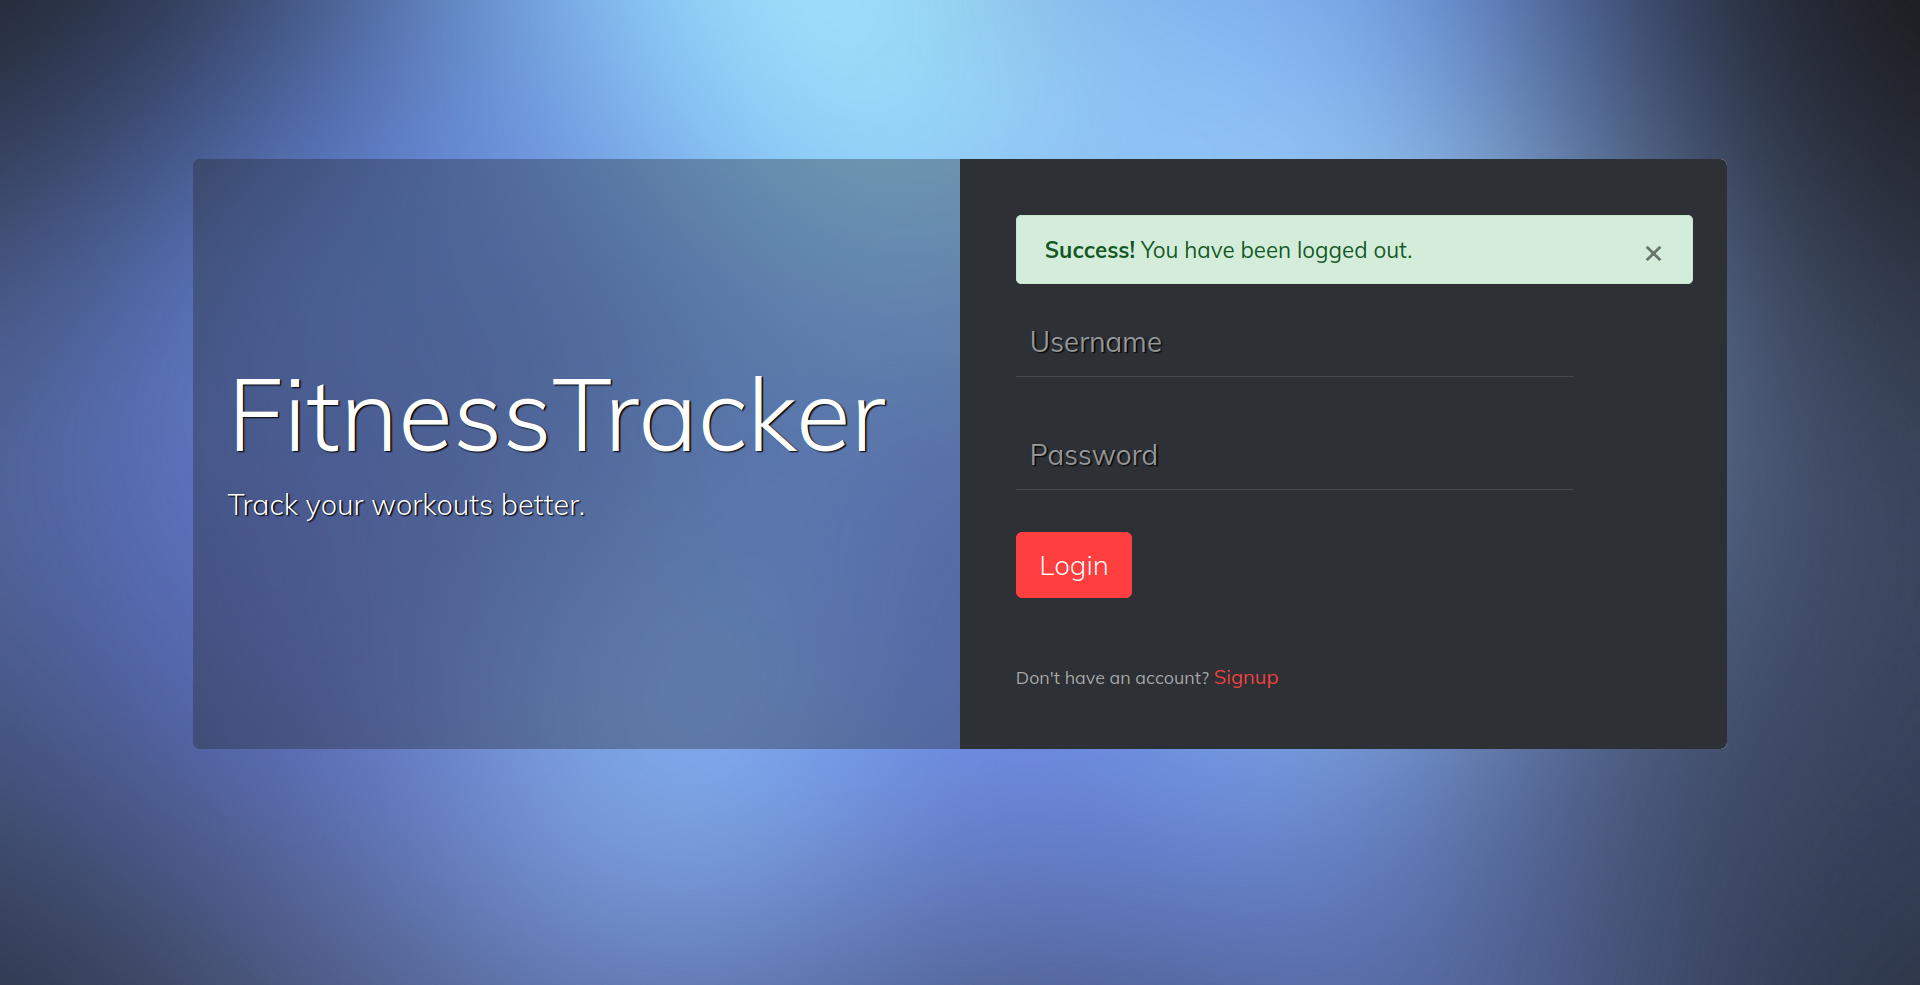 FitnessTracker
Track your workouts better.
Success! You have been logged out. ×
Username
Password
Login
Don't have an account? Signup